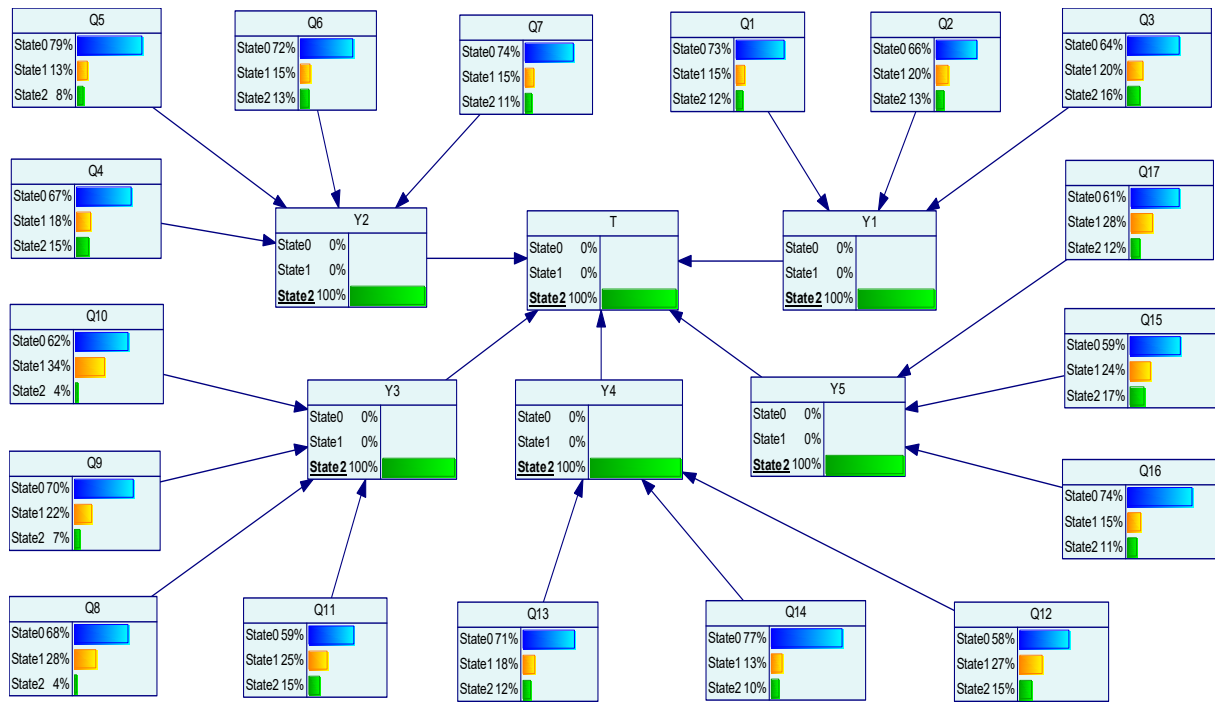 Q5
State0 79%
State1 13%
State2 8%
Q6
State0 72%
State1 15%
State2 13%
Q7
State0 74%
State1 15%
State2 11%
Q1
State0 73%
State1 15%
State2 12%
Q2
State0 66%
State1 20%
State2 13%
Q3
State0 64%
State1 20%
State2 16%
Q4
State0 67%
State1 18%
State2 15%
Y2
State0 0%
State1 0%
State2 100%
T
State0 0%
State1 0%
State2 100%
Y1
State0 0%
State1 0%
State2 100%
Q17
State0 61%
State1 28%
State2 12%
Q10
State0 62%
State1 34%
State2 4%
Y3
State0 0%
State1 0%
State2 100%
Y4
State0 0%
State1 0%
State2 100%
Y5
State0 0%
State1 0%
State2 100%
Q15
State0 59%
State1 24%
State2 17%
Q9
State0 70%
State1 22%
State2 7%
Q16
State0 74%
State1 15%
State2 11%
Q8
State0 68%
State1 28%
State2 4%
Q11
State0 59%
State1 25%
State2 15%
Q13
State0 71%
State1 18%
State2 12%
Q14
State0 77%
State1 13%
State2 10%
Q12
State0 58%
State1 27%
State2 15%